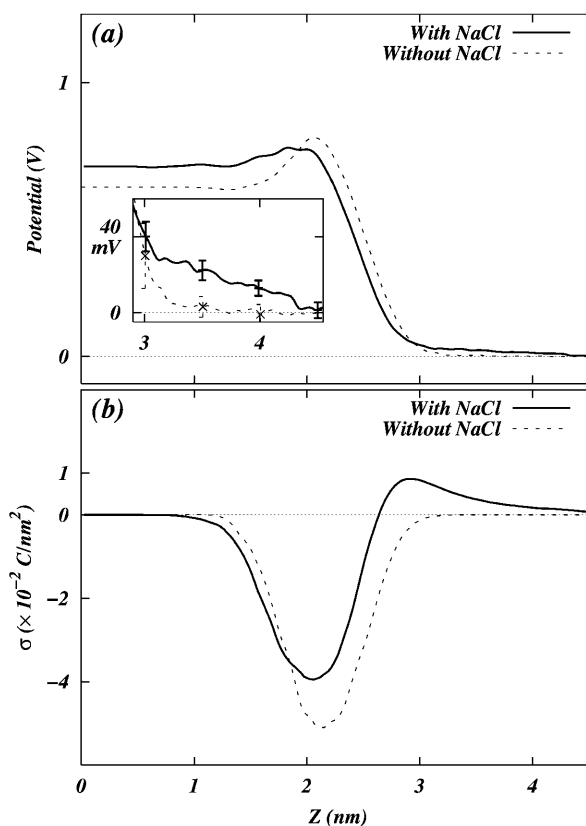 (a)
With NaCl
Without NaCl
1
Potential (V)
40
mV
0
3
4
0
(b)
With NaCl
Without NaCl
1
0
−2
−4
σ (× 10⁻² C/nm²)
0
1
2
3
4
Z (nm)